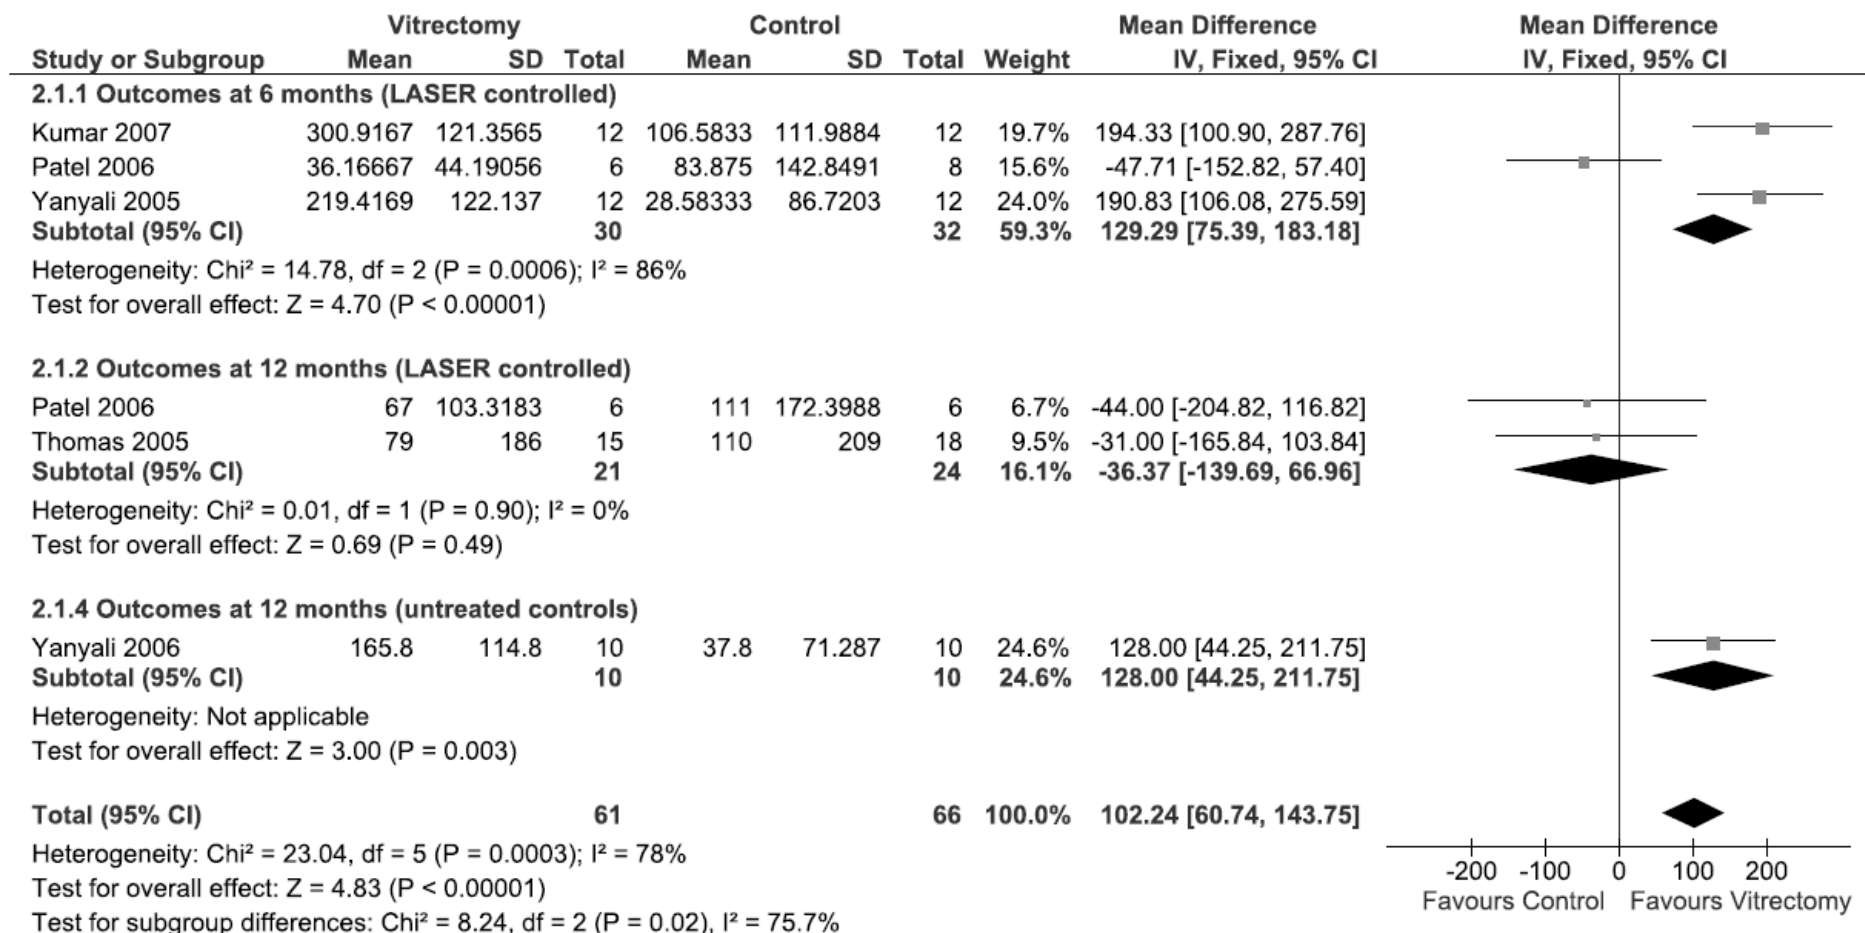 Vitrectomy Control Mean Difference Mean Difference
Study or Subgroup Mean SD Total Mean SD Total Weight IV, Fixed, 95% CI IV, Fixed, 95% CI
2.1.1 Outcomes at 6 months (LASER controlled)
Kumar 2007 300.9167 121.3565 12 106.5833 111.9884 12 19.7% 194.33 [100.90, 287.76]
Patel 2006 36.16667 44.19056 6 83.875 142.8491 8 15.6% -47.71 [-152.82, 57.40]
Yanyali 2005 219.4169 122.137 12 28.58333 86.7203 12 24.0% 190.83 [106.08, 275.59]
Subtotal (95% CI) 30 32 59.3% 129.29 [75.39, 183.18]
Heterogeneity: Chi² = 14.78, df = 2 (P = 0.0006); I² = 86%
Test for overall effect: Z = 4.70 (P < 0.00001)
2.1.2 Outcomes at 12 months (LASER controlled)
Patel 2006 67 103.3183 6 111 172.3988 6 6.7% -44.00 [-204.82, 116.82]
Thomas 2005 79 186 15 110 209 18 9.5% -31.00 [-165.84, 103.84]
Subtotal (95% CI) 21 24 16.1% -36.37 [-139.69, 66.96]
Heterogeneity: Chi² = 0.01, df = 1 (P = 0.90); I² = 0%
Test for overall effect: Z = 0.69 (P = 0.49)
2.1.4 Outcomes at 12 months (untreated controls)
Yanyali 2006 165.8 114.8 10 37.8 71.287 10 24.6% 128.00 [44.25, 211.75]
Subtotal (95% CI) 10 10 24.6% 128.00 [44.25, 211.75]
Heterogeneity: Not applicable
Test for overall effect: Z = 3.00 (P = 0.003)
Total (95% CI) 61 66 100.0% 102.24 [60.74, 143.75]
Heterogeneity: Chi² = 23.04, df = 5 (P = 0.0003); I² = 78%
Test for overall effect: Z = 4.83 (P < 0.00001)
Test for subgroup differences: Chi² = 8.24, df = 2 (P = 0.02), I² = 75.7%
-200 -100 0 100 200
Favours Control Favours Vitrectomy